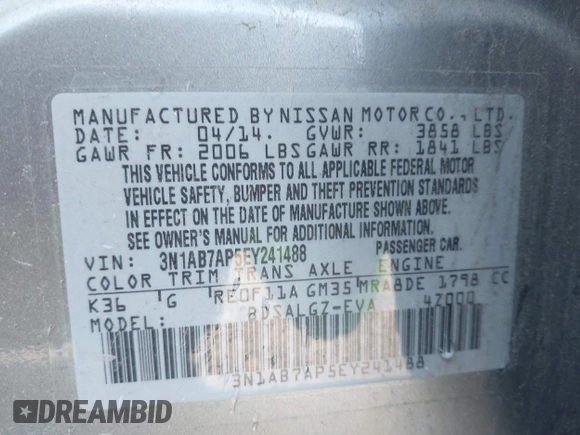 MANUFACTURED BY NISSAN MOTOR CO., LTD.
DATE: 04/14. GVWR: 3858 LBS
GAWR FR: 2006 LBS GAWR RR: 1841 LBS
THIS VEHICLE CONFORMS TO ALL APPLICABLE FEDERAL MOTOR
VEHICLE SAFETY, BUMPER AND THEFT PREVENTION STANDARDS
IN EFFECT ON THE DATE OF MANUFACTURE SHOWN ABOVE.
SEE OWNER'S MANUAL FOR ADDITIONAL INFORMATION.
VIN: 3N1AB7AP5EY241488 PASSENGER CAR.
COLOR TRIM TRANS AXLE ENGINE
K36 G RE0F11A GM35 MRA8DE 1798 CC
MODEL: BDSALGZ-EVA 4Z000
3N1AB7AP5EY241488
DREAMBID